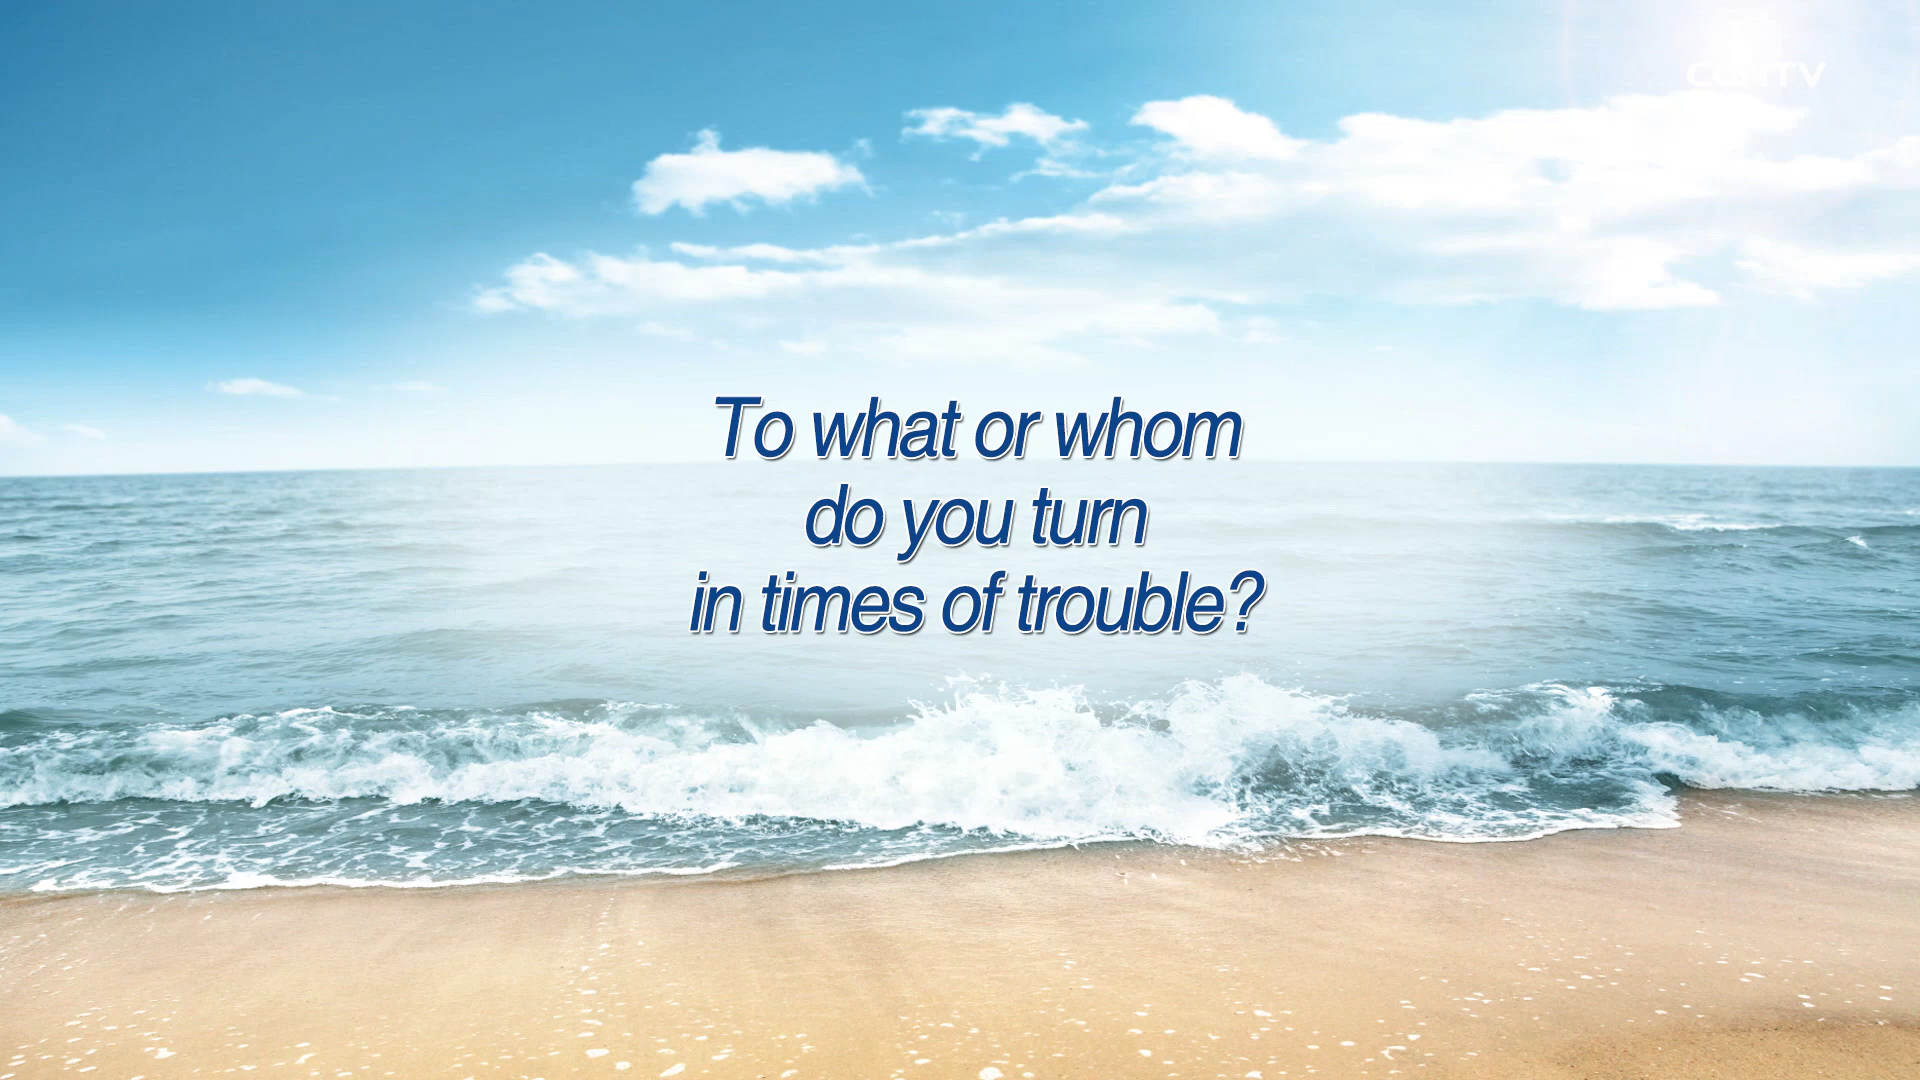 To what or whom
do you turn
in times of trouble?